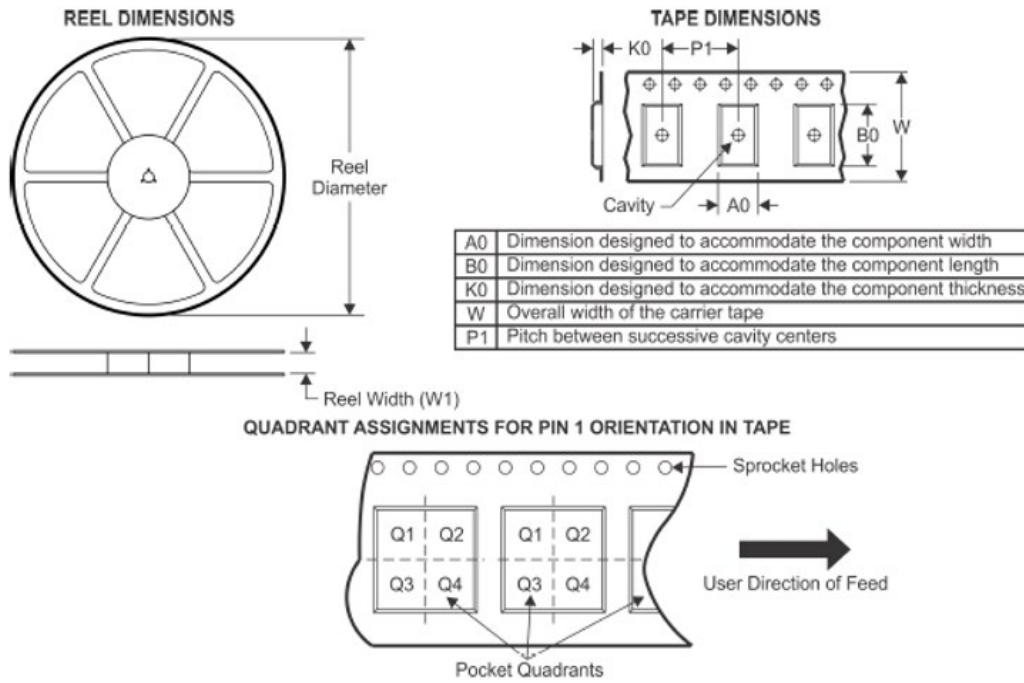 REEL DIMENSIONS
Reel
Diameter
Reel Width (W1)
TAPE DIMENSIONS
K0
P1
B0
W
Cavity
A0
A0 Dimension designed to accommodate the component width
B0 Dimension designed to accommodate the component length
K0 Dimension designed to accommodate the component thickness
W Overall width of the carrier tape
P1 Pitch between successive cavity centers
QUADRANT ASSIGNMENTS FOR PIN 1 ORIENTATION IN TAPE
Sprocket Holes
Q1 Q2 Q1 Q2
Q3 Q4 Q3 Q4
User Direction of Feed
Pocket Quadrants